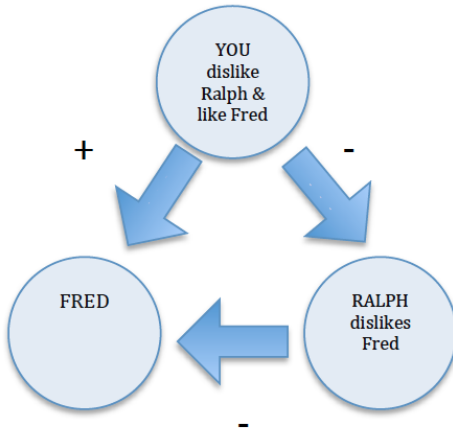 YOU
dislike
Ralph &
like Fred
+
-
FRED
RALPH
dislikes
Fred
-